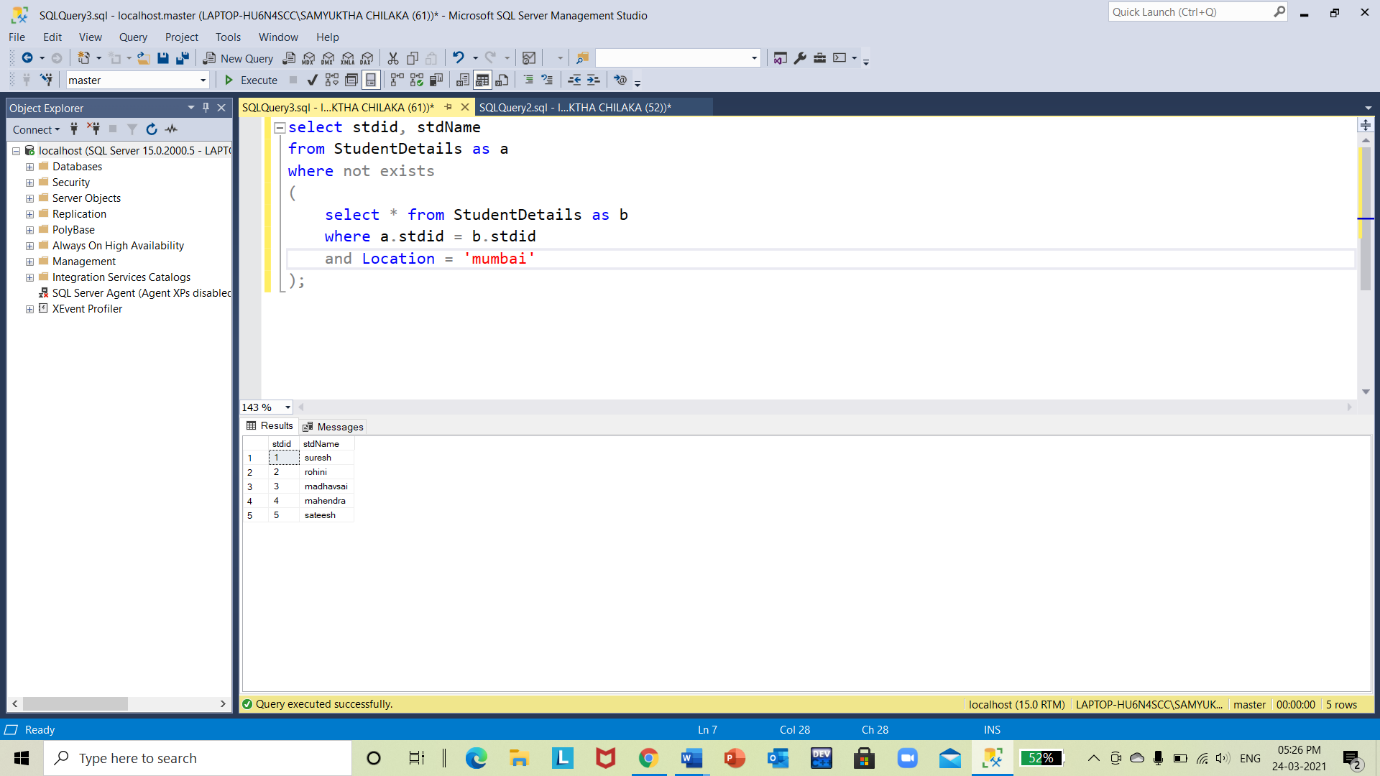 SQLQuery3.sql - localhost.master (LAPTOP-HU6N4SCC\SAMYUKTHA CHILAKA (61))* - Microsoft SQL Server Management Studio
Quick Launch (Ctrl+Q)
File Edit View Query Project Tools Window Help
New Query
master
Execute
Object Explorer
SQLQuery3.sql - l...KTHA CHILAKA (61))*
SQLQuery2.sql - l...KTHA CHILAKA (52))*
Connect
localhost (SQL Server 15.0.2000.5 - LAPT
Databases
Security
Server Objects
Replication
PolyBase
Always On High Availability
Management
Integration Services Catalogs
SQL Server Agent (Agent XPs disabled
XEvent Profiler
select stdid, stdName
from StudentDetails as a
where not exists
(
select * from StudentDetails as b
where a.stdid = b.stdid
and Location = 'mumbai'
);
143 %
Results Messages
stdid stdName
1 1 suresh
2 2 rohini
3 3 madhavsai
4 4 mahendra
5 5 sateesh
Query executed successfully.
localhost (15.0 RTM) LAPTOP-HU6N4SCC\SAMYUK... master 00:00:00 5 rows
Ready Ln 7 Col 28 Ch 28 INS
Type here to search
52%
ENG
05:26 PM
24-03-2021
2